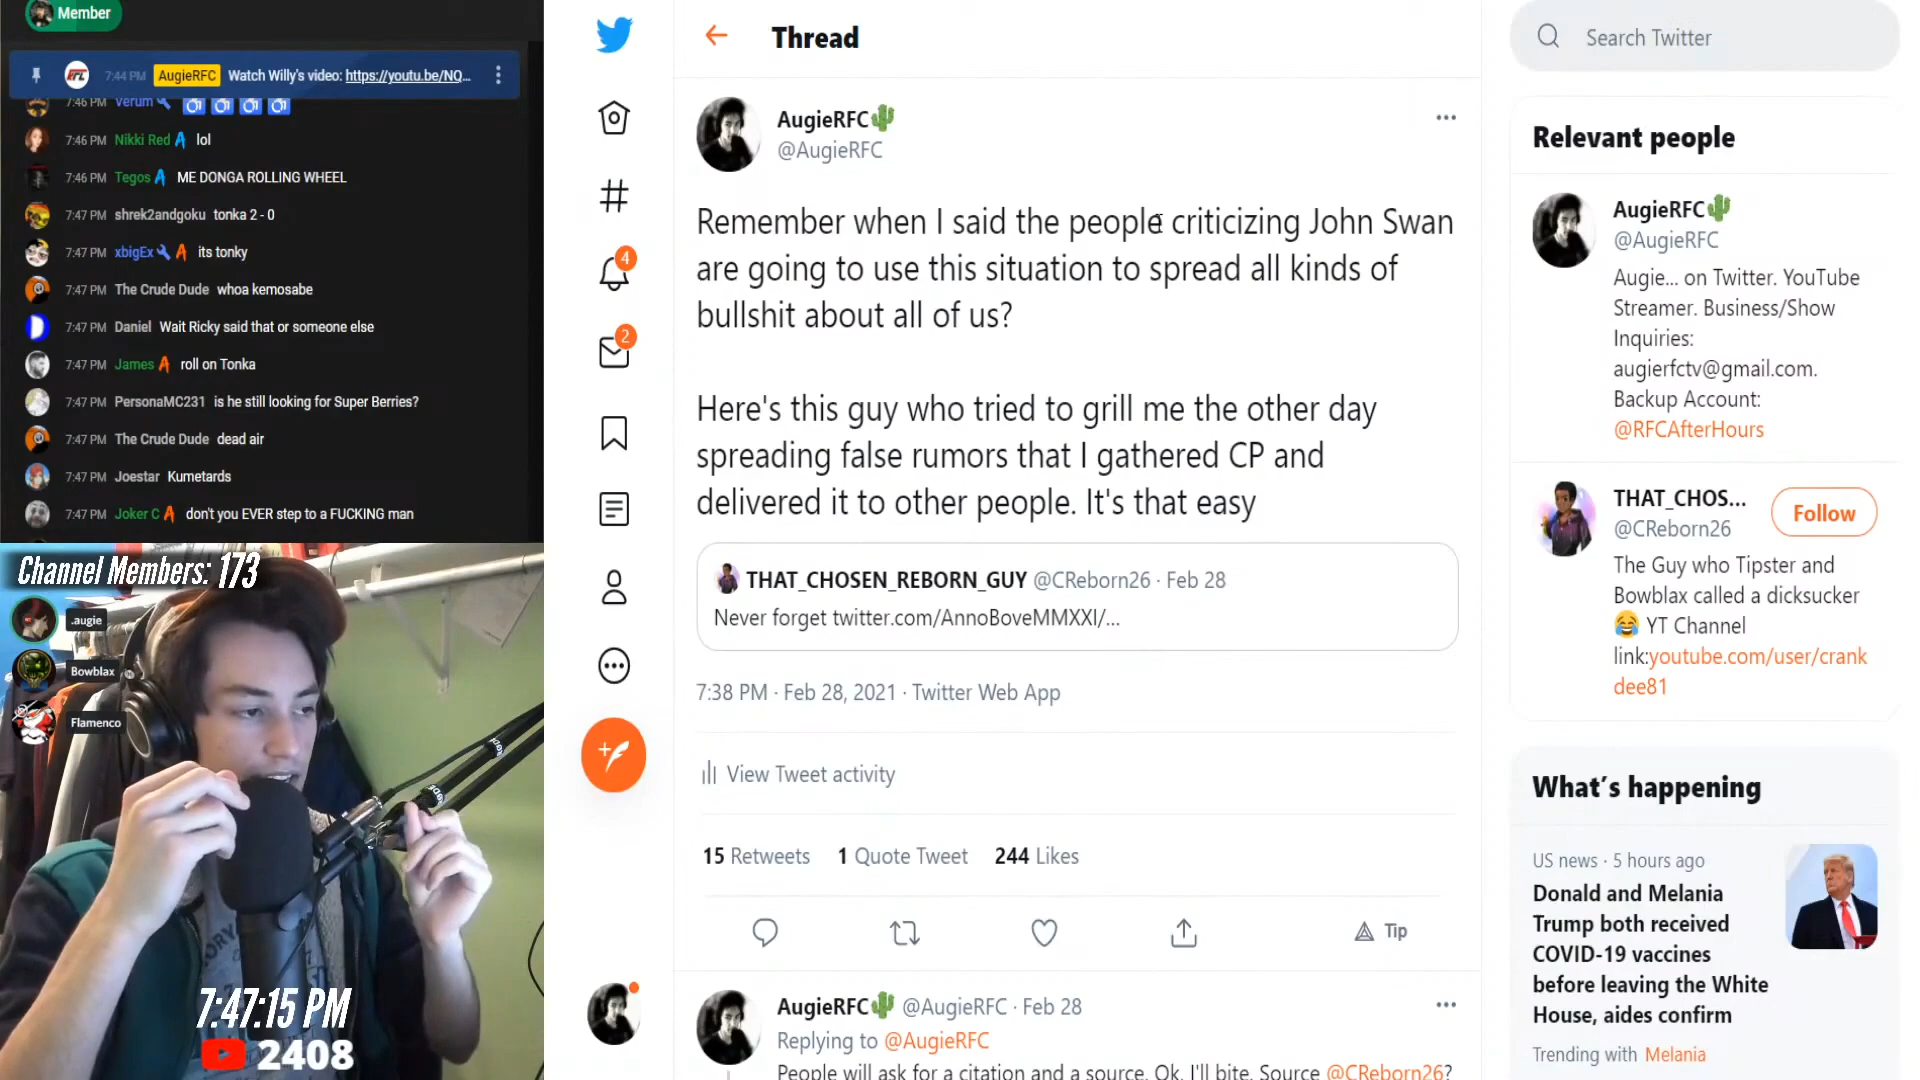 Member
7:44 PM AugieRFC Watch Willy's video: https://youtu.be/NQ...
7:46 PM Verum
7:46 PM Nikki Red lol
7:46 PM Tegos ME DONGA ROLLING WHEEL
7:47 PM shrek2andgoku tonka 2 - 0
7:47 PM xbigEx its tonky
7:47 PM The Crude Dude whoa kemosabe
7:47 PM Daniel Wait Ricky said that or someone else
7:47 PM James roll on Tonka
7:47 PM PersonaMC231 is he still looking for Super Berries?
7:47 PM The Crude Dude dead air
7:47 PM Joestar Kumetards
7:47 PM Joker C don't you EVER step to a FUCKING man
Channel Members: 173
.augie
Bowblax
Flamenco
7:47:15 PM
2408
4
2
Thread
AugieRFC🌵
@AugieRFC
Remember when I said the people criticizing John Swan
are going to use this situation to spread all kinds of
bullshit about all of us?
Here's this guy who tried to grill me the other day
spreading false rumors that I gathered CP and
delivered it to other people. It's that easy
THAT_CHOSEN_REBORN_GUY @CReborn26 · Feb 28
Never forget twitter.com/AnnoBoveMMXXI/...
7:38 PM · Feb 28, 2021 · Twitter Web App
View Tweet activity
15 Retweets 1 Quote Tweet 244 Likes
Tip
AugieRFC🌵 @AugieRFC · Feb 28
Replying to @AugieRFC
People will ask for a citation and a source. Ok, I'll bite. Source @CReborn26?
Search Twitter
Relevant people
AugieRFC🌵
@AugieRFC
Augie... on Twitter. YouTube
Streamer. Business/Show
Inquiries:
augierfctv@gmail.com.
Backup Account:
@RFCAfterHours
THAT_CHOS...
@CReborn26
Follow
The Guy who Tipster and
Bowblax called a dicksucker
😂 YT Channel
link:youtube.com/user/crank
dee81
What's happening
US news · 5 hours ago
Donald and Melania
Trump both received
COVID-19 vaccines
before leaving the White
House, aides confirm
Trending with Melania